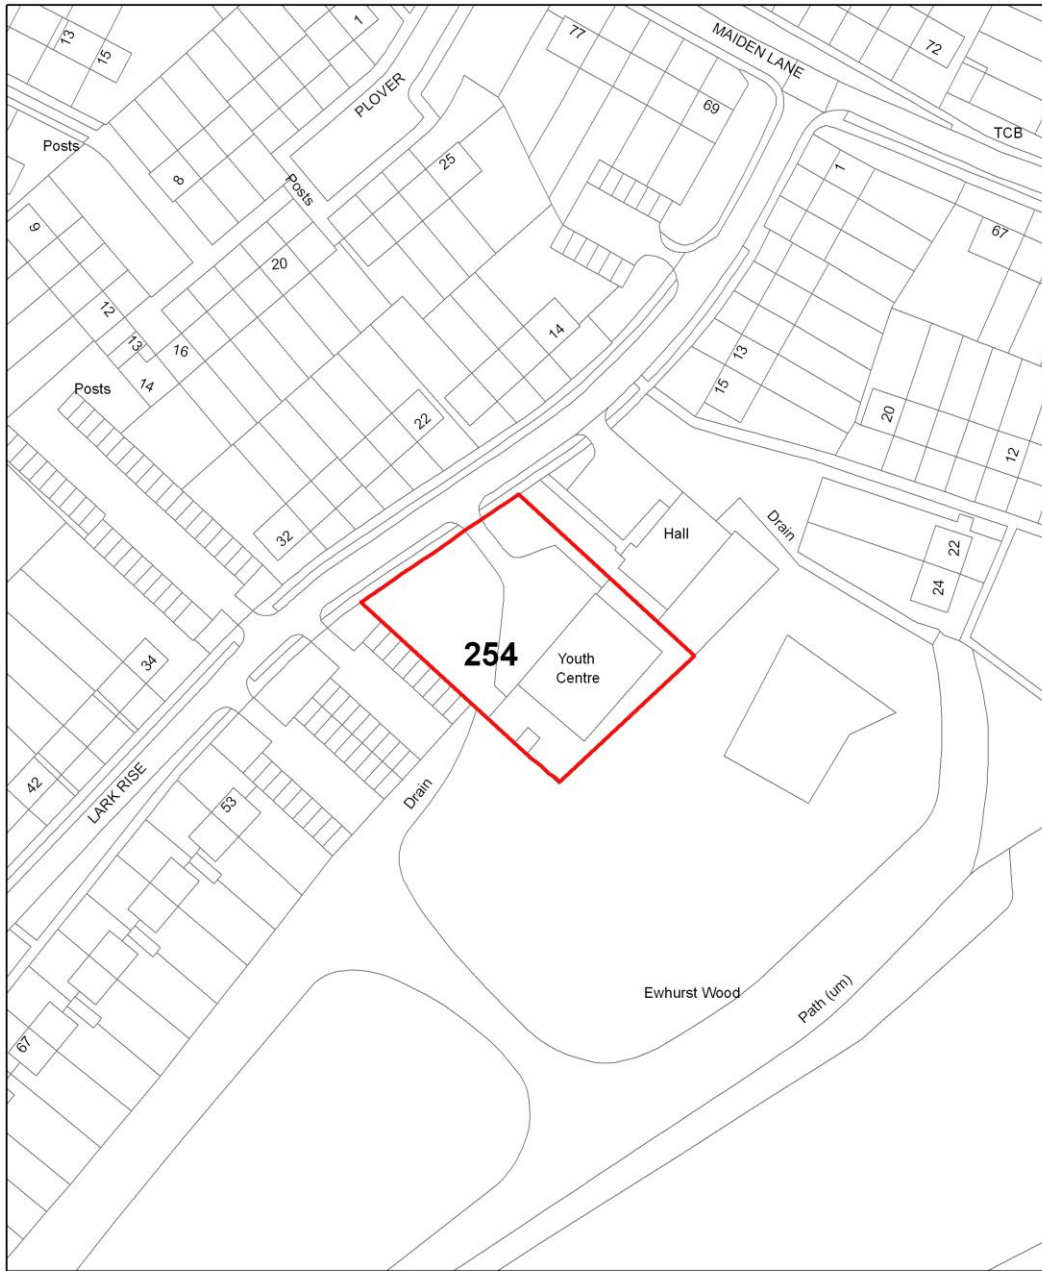 13
15
1
77
MAIDEN LANE
72
PLOVER
69
TCB
Posts
8
Posts
25
1
9
20
67
12
13
16
14
Posts
14
13
15
22
20
12
32
Hall
Drain
22
24
254
Youth
Centre
34
42
LARK RISE
53
Drain
67
Ewhurst Wood
Path (um)